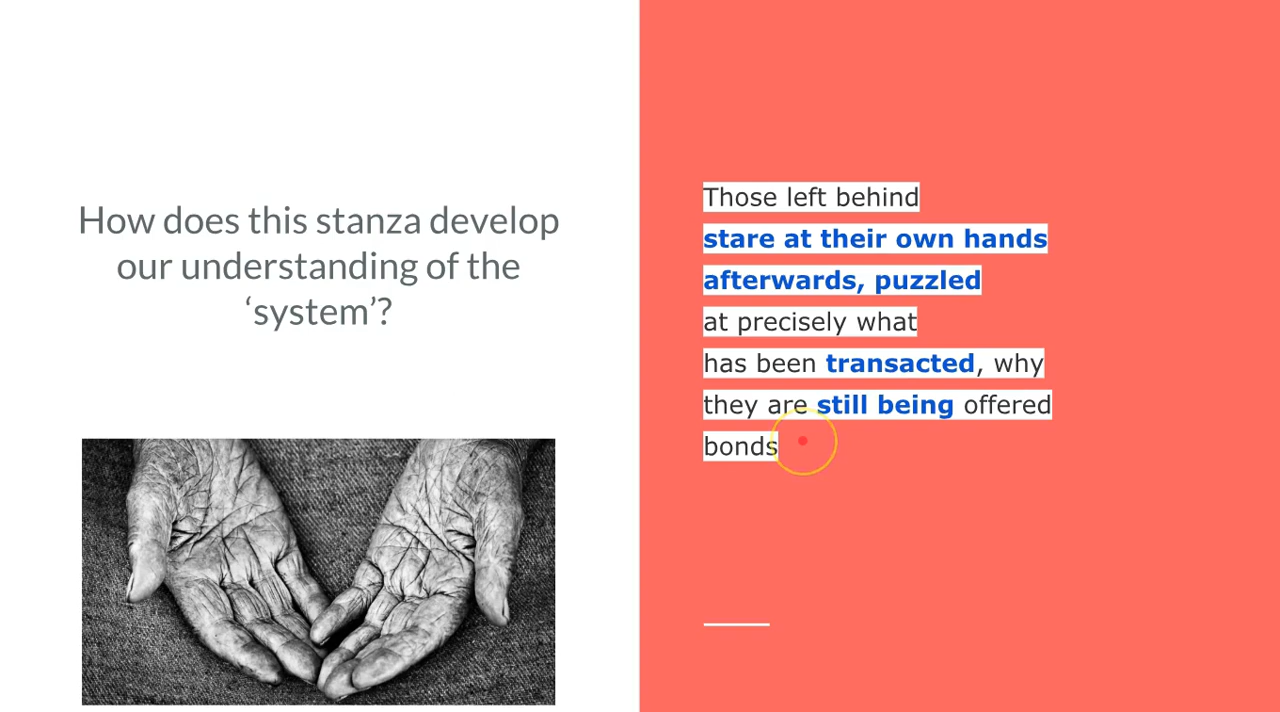 How does this stanza develop
our understanding of the
‘system’?
Those left behind
stare at their own hands
afterwards, puzzled
at precisely what
has been transacted, why
they are still being offered
bonds